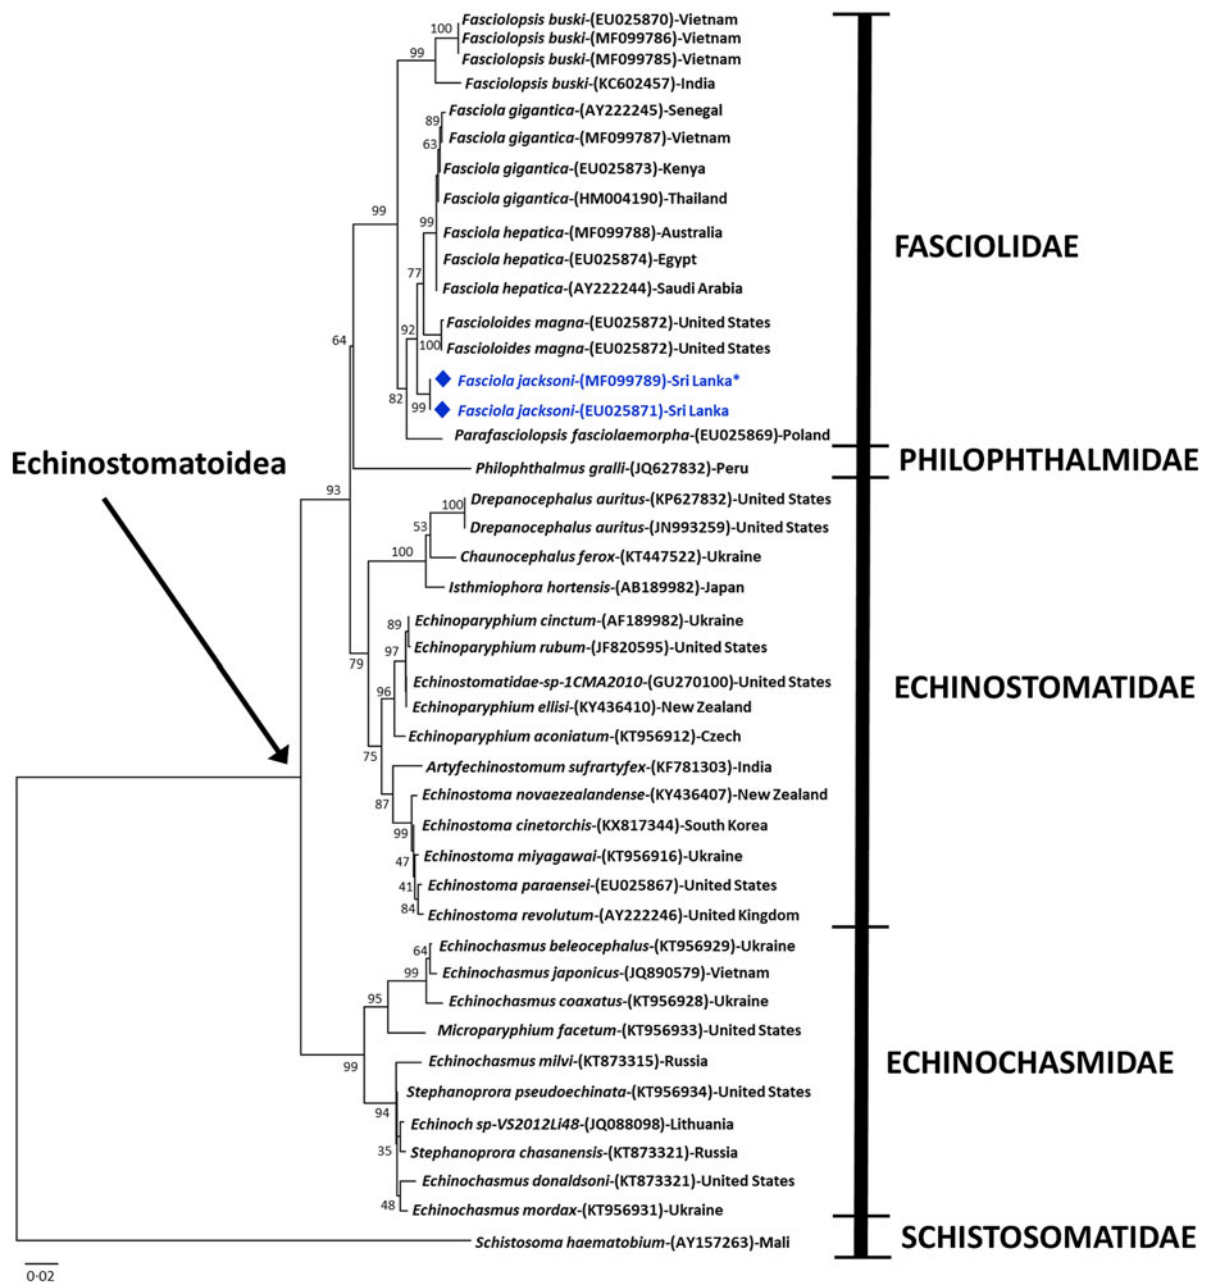 100
Fasciolopsis buski-(EU025870)-Vietnam
Fasciolopsis buski-(MF099786)-Vietnam
99
Fasciolopsis buski-(MF099785)-Vietnam
Fasciolopsis buski-(KC602457)-India
Fasciola gigantica-(AY222245)-Senegal
89
Fasciola gigantica-(MF099787)-Vietnam
63
Fasciola gigantica-(EU025873)-Kenya
Fasciola gigantica-(HM004190)-Thailand
99
99
Fasciola hepatica-(MF099788)-Australia
FASCIOLIDAE
Fasciola hepatica-(EU025874)-Egypt
77
Fasciola hepatica-(AY222244)-Saudi Arabia
Fascioloides magna-(EU025872)-United States
92
64
100
Fascioloides magna-(EU025872)-United States
Fasciola jacksoni-(MF099789)-Sri Lanka*
82
99
Fasciola jacksoni-(EU025871)-Sri Lanka
Parafasciolopsis fasciolaemorpha-(EU025869)-Poland
Echinostomatoidea
Philophthalmus gralli-(JQ627832)-Peru
PHILOPHTHALMIDAE
93
Drepanocephalus auritus-(KP627832)-United States
100
53
Drepanocephalus auritus-(JN993259)-United States
100
Chaunocephalus ferox-(KT447522)-Ukraine
Isthmiophora hortensis-(AB189982)-Japan
Echinoparyphium cinctum-(AF189982)-Ukraine
89
Echinoparyphium rubum-(JF820595)-United States
97
79
Echinostomatidae-sp-1CMA2010-(GU270100)-United States
ECHINOSTOMATIDAE
96
Echinoparyphium ellisi-(KY436410)-New Zealand
Echinoparyphium aconiatum-(KT956912)-Czech
75
Artyfechinostomum sufrartyfex-(KF781303)-India
Echinostoma novaezealandense-(KY436407)-New Zealand
87
Echinostoma cinetorchis-(KX817344)-South Korea
99
Echinostoma miyagawai-(KT956916)-Ukraine
47
Echinostoma paraensei-(EU025867)-United States
41
84
Echinostoma revolutum-(AY222246)-United Kingdom
Echinochasmus beleocephalus-(KT956929)-Ukraine
64
Echinochasmus japonicus-(JQ890579)-Vietnam
99
95
Echinochasmus coaxatus-(KT956928)-Ukraine
Microparyphium facetum-(KT956933)-United States
99
Echinochasmus milvi-(KT873315)-Russia
ECHINOCHASMIDAE
Stephanoprora pseudoechinata-(KT956934)-United States
94
Echinoch sp-VS2012Li48-(JQ088098)-Lithuania
35
Stephanoprora chasanensis-(KT873321)-Russia
Echinochasmus donaldsoni-(KT873321)-United States
48
Echinochasmus mordax-(KT956931)-Ukraine
Schistosoma haematobium-(AY157263)-Mali
SCHISTOSOMATIDAE
0·02